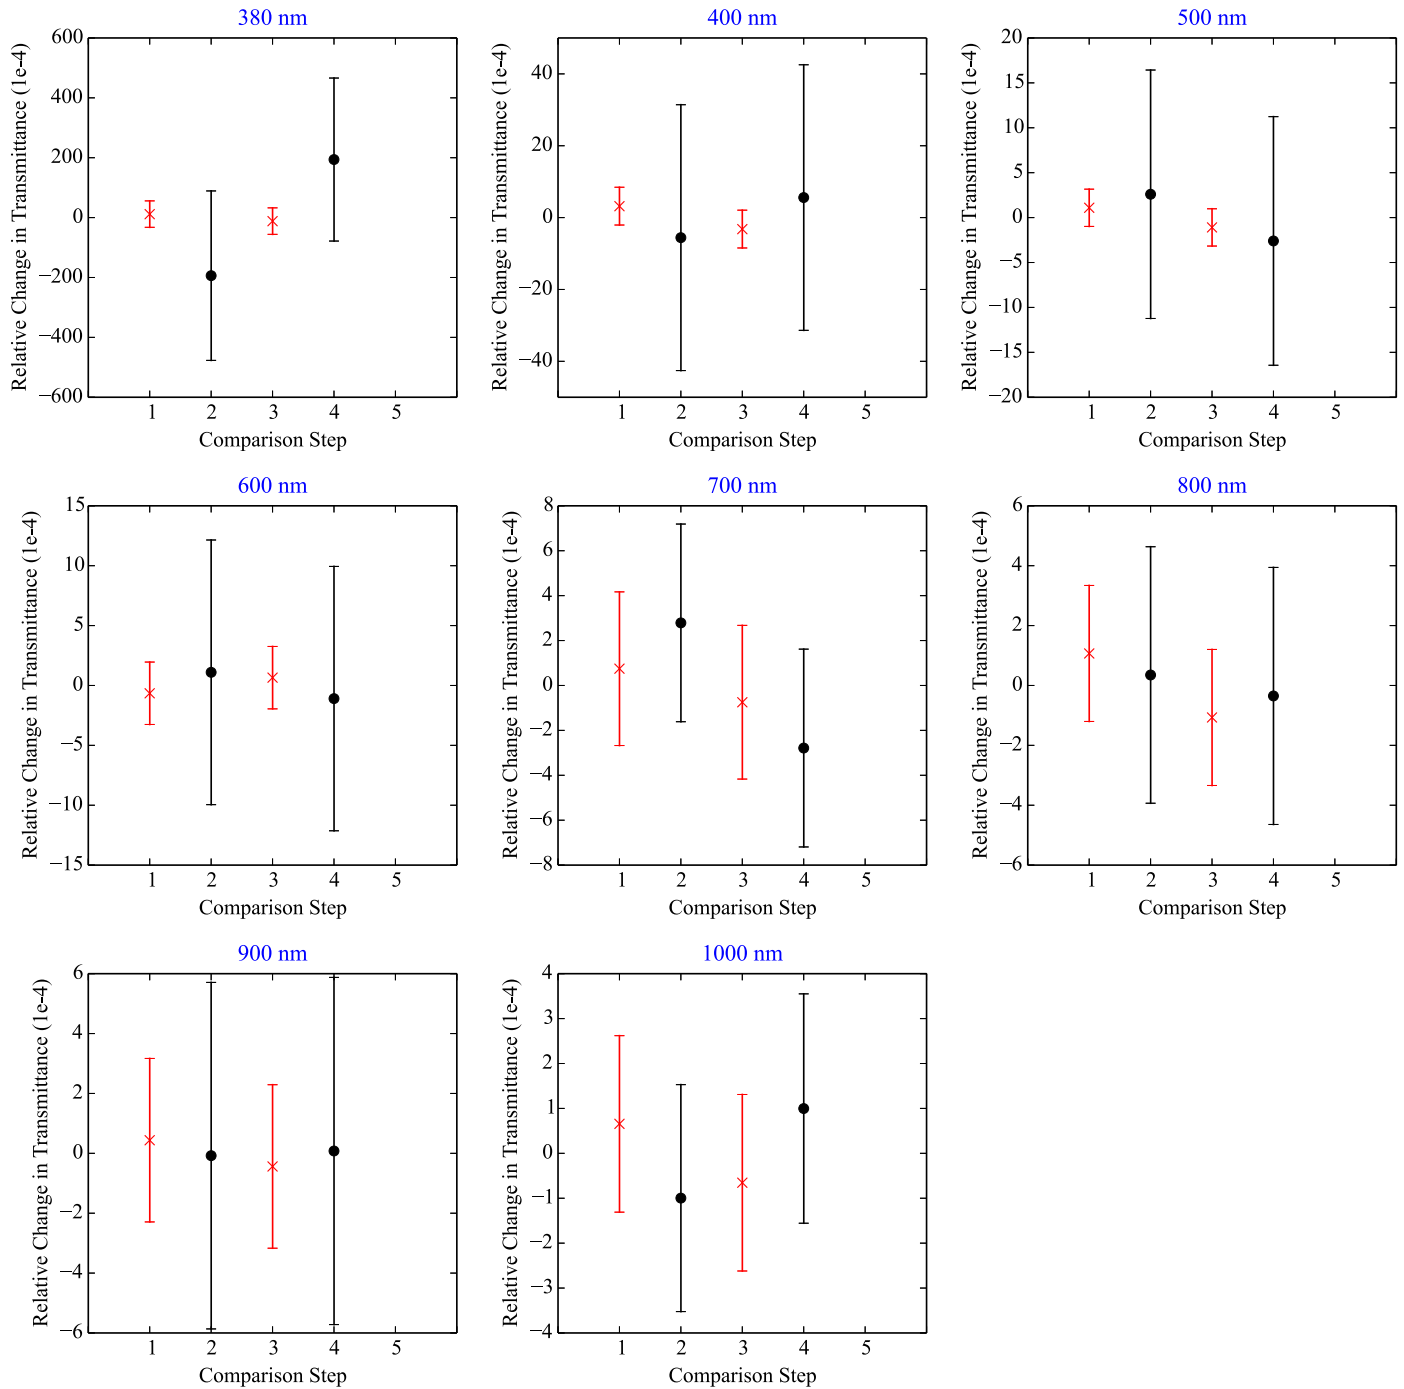 380 nm
Relative Change in Transmittance (1e-4)
600
400
200
0
−200
−400
−600
1 2 3 4 5
Comparison Step
400 nm
Relative Change in Transmittance (1e-4)
40
20
0
−20
−40
1 2 3 4 5
Comparison Step
500 nm
Relative Change in Transmittance (1e-4)
20
15
10
5
0
−5
−10
−15
−20
1 2 3 4 5
Comparison Step
600 nm
Relative Change in Transmittance (1e-4)
15
10
5
0
−5
−10
−15
1 2 3 4 5
Comparison Step
700 nm
Relative Change in Transmittance (1e-4)
8
6
4
2
0
−2
−4
−6
−8
1 2 3 4 5
Comparison Step
800 nm
Relative Change in Transmittance (1e-4)
6
4
2
0
−2
−4
−6
1 2 3 4 5
Comparison Step
900 nm
Relative Change in Transmittance (1e-4)
6
4
2
0
−2
−4
−6
1 2 3 4 5
Comparison Step
1000 nm
Relative Change in Transmittance (1e-4)
4
3
2
1
0
−1
−2
−3
−4
1 2 3 4 5
Comparison Step